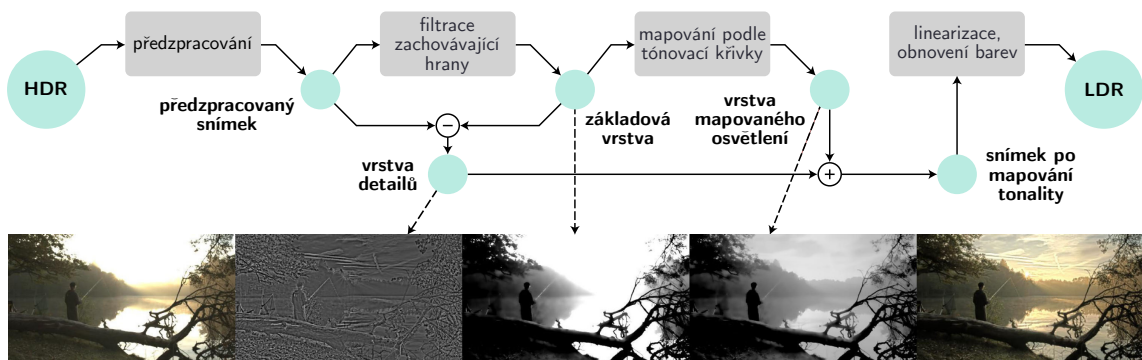 HDR
předzpracování
předzpracovaný
snímek
filtrace
zachovávající
hrany
−
vrstva
detailů
základová
vrstva
mapování podle
tónovací křivky
vrstva
mapovaného
osvětlení
+
linearizace,
obnovení barev
snímek po
mapování
tonality
LDR